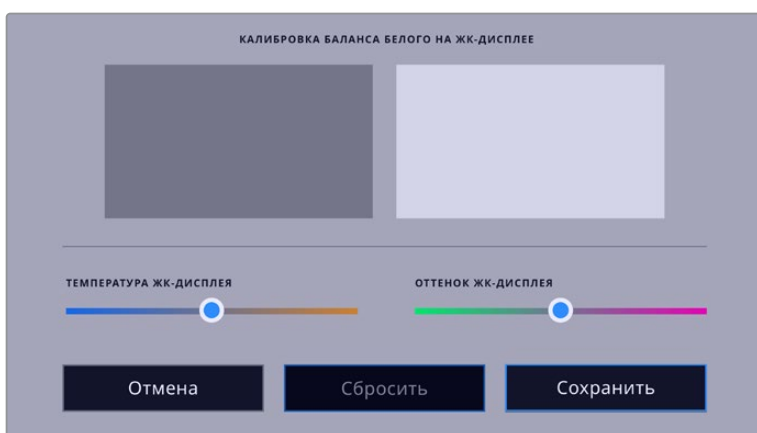 КАЛИБРОВКА БАЛАНСА БЕЛОГО НА ЖК-ДИСПЛЕЕ
ТЕМПЕРАТУРА ЖК-ДИСПЛЕЯ
ОТТЕНОК ЖК-ДИСПЛЕЯ
Отмена
Сбросить
Сохранить